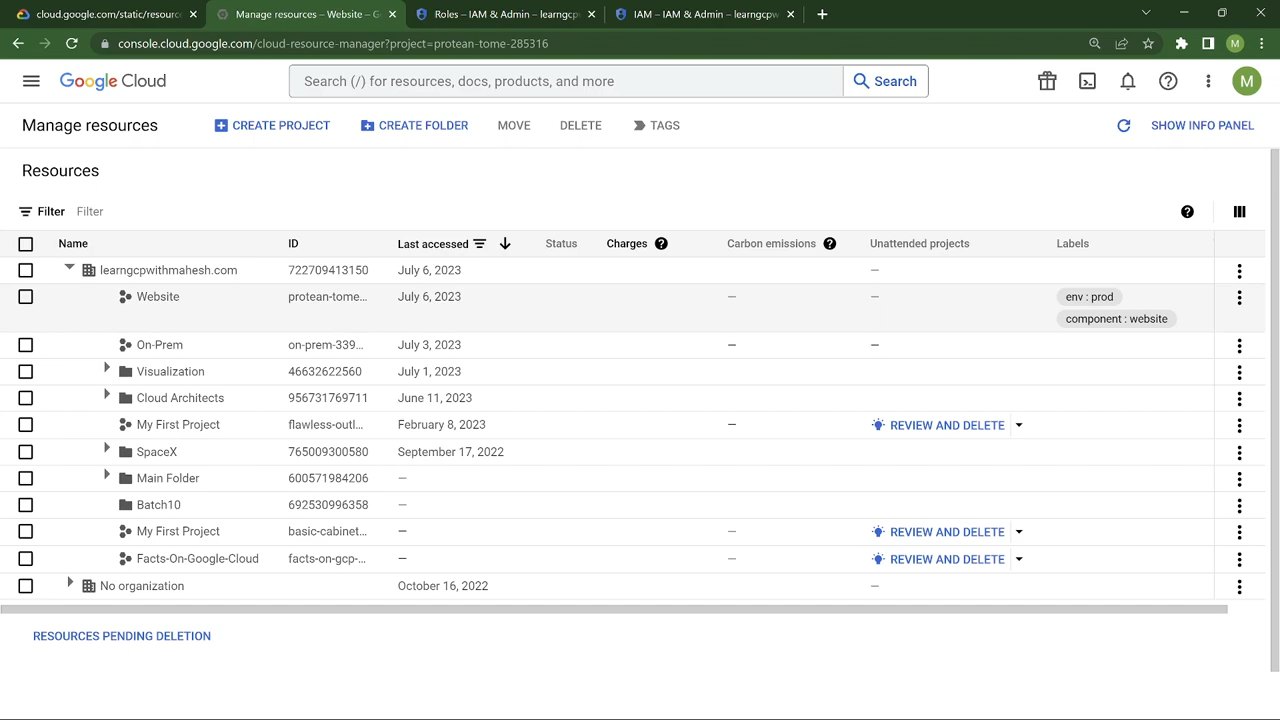 cloud.google.com/static/resourc
Manage resources – Website – G
Roles – IAM & Admin – learngcp
IAM – IAM & Admin – learngcpw
console.cloud.google.com/cloud-resource-manager?project=protean-tome-285316
M
Google Cloud
Search (/) for resources, docs, products, and more
Search
M
Manage resources
CREATE PROJECT
CREATE FOLDER
MOVE
DELETE
TAGS
SHOW INFO PANEL
Resources
Filter Filter
Name ID Last accessed Status Charges Carbon emissions Unattended projects Labels
learngcpwithmahesh.com 722709413150 July 6, 2023 —
Website protean-tome... July 6, 2023 — — env : prod
component : website
On-Prem on-prem-339... July 3, 2023 — —
Visualization 46632622560 July 1, 2023
Cloud Architects 956731769711 June 11, 2023
My First Project flawless-outl... February 8, 2023 — REVIEW AND DELETE
SpaceX 765009300580 September 17, 2022
Main Folder 600571984206 —
Batch10 692530996358 —
My First Project basic-cabinet... — — REVIEW AND DELETE
Facts-On-Google-Cloud facts-on-gcp-... — — REVIEW AND DELETE
No organization October 16, 2022 —
RESOURCES PENDING DELETION